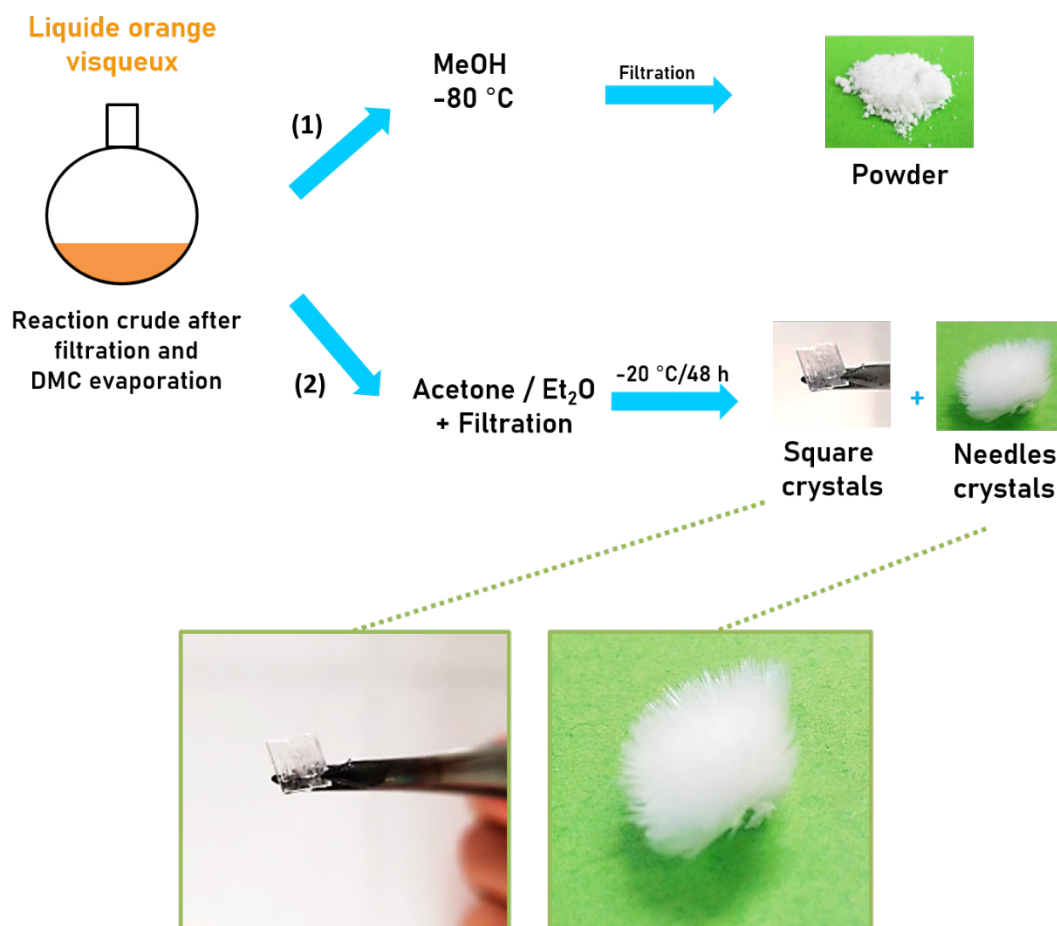 Liquide orange
visqueux
Reaction crude after
filtration and
DMC evaporation
(1)
MeOH
-80 °C
Filtration
Powder
(2)
Acetone / Et₂O
+ Filtration
-20 °C/48 h
+
Square
crystals
Needles
crystals